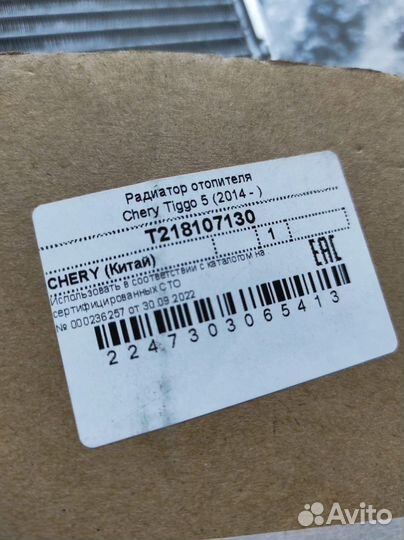 Радиатор отопителя
Chery Tiggo 5 (2014 - )
T218107130
CHERY (Китай) 1
Использовать в соответствии с каталогом на
сертифицированных СТО
№ 000236257 от 30.09.2022
EAC
2247303065413
Avito